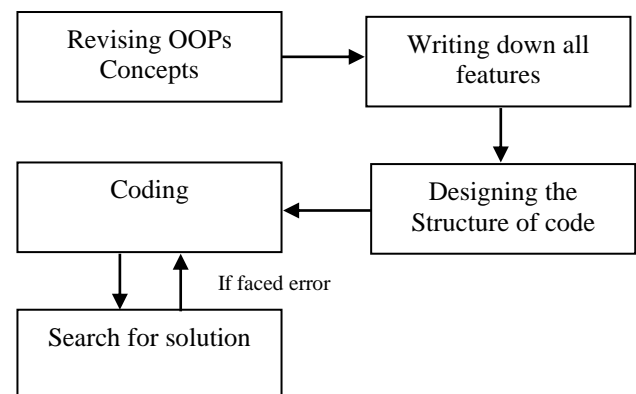 Revising OOPs
Concepts
Writing down all
features
Designing the
Structure of code
Coding
If faced error
Search for solution